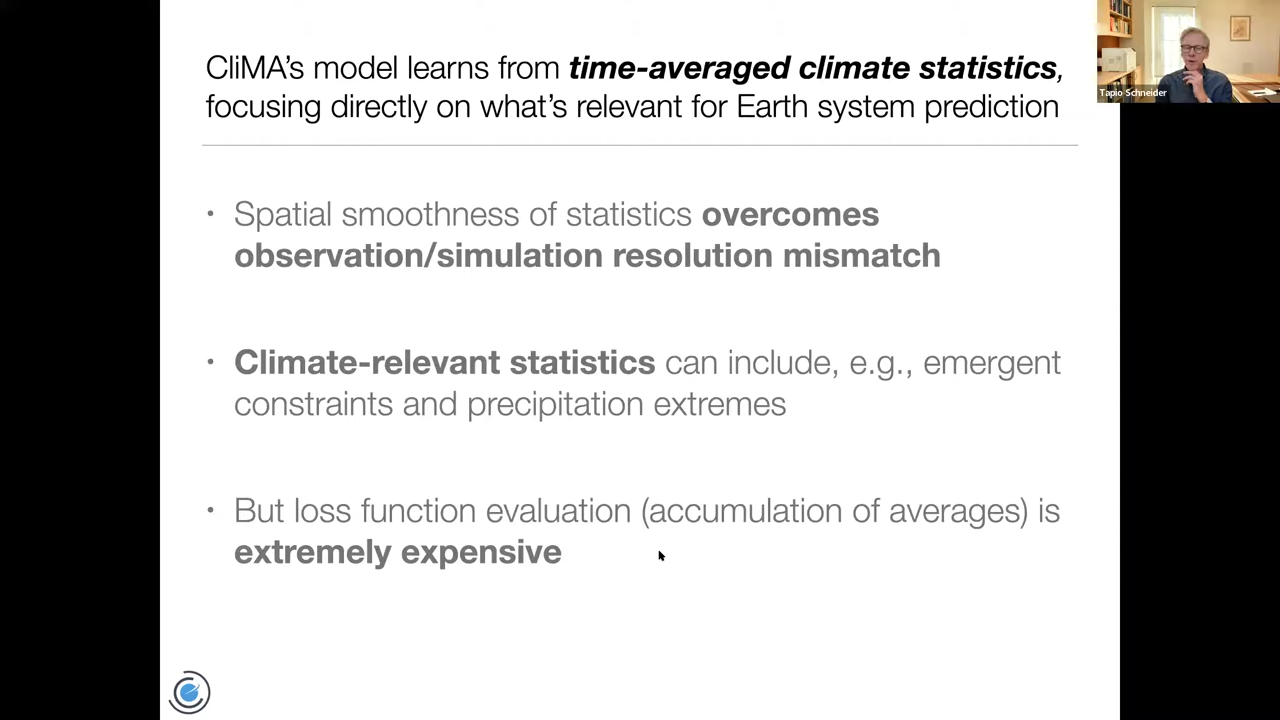 CliMA's model learns from time-averaged climate statistics,
focusing directly on what's relevant for Earth system prediction
Tapio Schneider
• Spatial smoothness of statistics overcomes
observation/simulation resolution mismatch
• Climate-relevant statistics can include, e.g., emergent
constraints and precipitation extremes
• But loss function evaluation (accumulation of averages) is
extremely expensive